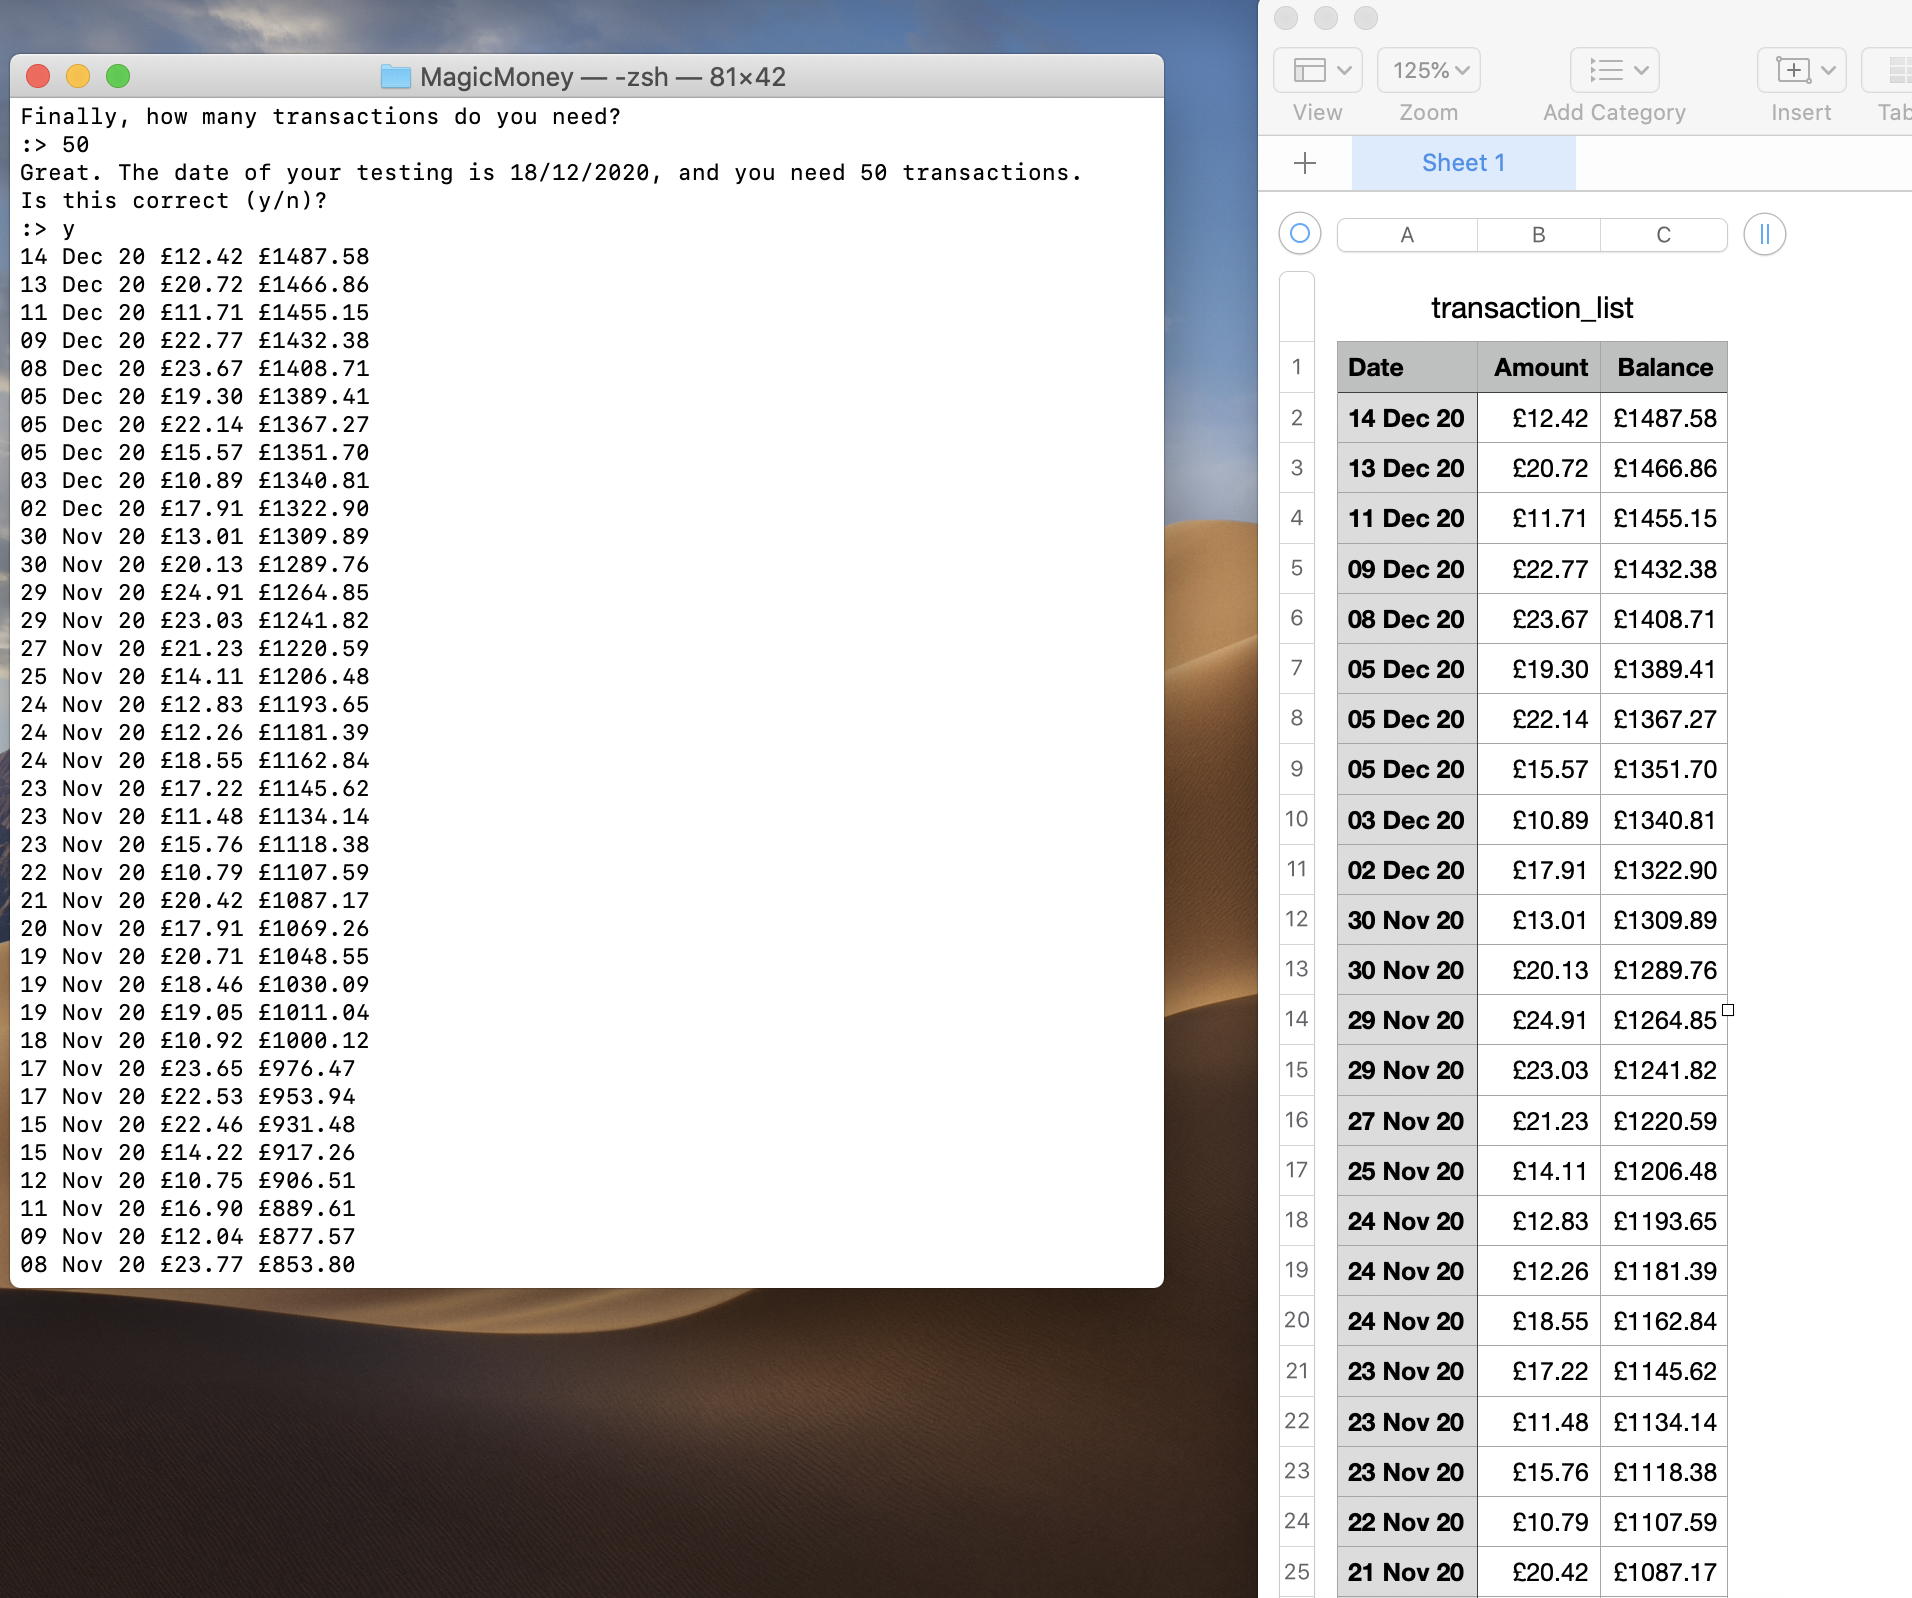 MagicMoney — -zsh — 81×42
Finally, how many transactions do you need?
:> 50
Great. The date of your testing is 18/12/2020, and you need 50 transactions.
Is this correct (y/n)?
:> y
14 Dec 20 £12.42 £1487.58
13 Dec 20 £20.72 £1466.86
11 Dec 20 £11.71 £1455.15
09 Dec 20 £22.77 £1432.38
08 Dec 20 £23.67 £1408.71
05 Dec 20 £19.30 £1389.41
05 Dec 20 £22.14 £1367.27
05 Dec 20 £15.57 £1351.70
03 Dec 20 £10.89 £1340.81
02 Dec 20 £17.91 £1322.90
30 Nov 20 £13.01 £1309.89
30 Nov 20 £20.13 £1289.76
29 Nov 20 £24.91 £1264.85
29 Nov 20 £23.03 £1241.82
27 Nov 20 £21.23 £1220.59
25 Nov 20 £14.11 £1206.48
24 Nov 20 £12.83 £1193.65
24 Nov 20 £12.26 £1181.39
24 Nov 20 £18.55 £1162.84
23 Nov 20 £17.22 £1145.62
23 Nov 20 £11.48 £1134.14
23 Nov 20 £15.76 £1118.38
22 Nov 20 £10.79 £1107.59
21 Nov 20 £20.42 £1087.17
20 Nov 20 £17.91 £1069.26
19 Nov 20 £20.71 £1048.55
19 Nov 20 £18.46 £1030.09
19 Nov 20 £19.05 £1011.04
18 Nov 20 £10.92 £1000.12
17 Nov 20 £23.65 £976.47
17 Nov 20 £22.53 £953.94
15 Nov 20 £22.46 £931.48
15 Nov 20 £14.22 £917.26
12 Nov 20 £10.75 £906.51
11 Nov 20 £16.90 £889.61
09 Nov 20 £12.04 £877.57
08 Nov 20 £23.77 £853.80
125%
View Zoom Add Category Insert Tab
Sheet 1
A B C
transaction_list
1 Date Amount Balance
2 14 Dec 20 £12.42 £1487.58
3 13 Dec 20 £20.72 £1466.86
4 11 Dec 20 £11.71 £1455.15
5 09 Dec 20 £22.77 £1432.38
6 08 Dec 20 £23.67 £1408.71
7 05 Dec 20 £19.30 £1389.41
8 05 Dec 20 £22.14 £1367.27
9 05 Dec 20 £15.57 £1351.70
10 03 Dec 20 £10.89 £1340.81
11 02 Dec 20 £17.91 £1322.90
12 30 Nov 20 £13.01 £1309.89
13 30 Nov 20 £20.13 £1289.76
14 29 Nov 20 £24.91 £1264.85
15 29 Nov 20 £23.03 £1241.82
16 27 Nov 20 £21.23 £1220.59
17 25 Nov 20 £14.11 £1206.48
18 24 Nov 20 £12.83 £1193.65
19 24 Nov 20 £12.26 £1181.39
20 24 Nov 20 £18.55 £1162.84
21 23 Nov 20 £17.22 £1145.62
22 23 Nov 20 £11.48 £1134.14
23 23 Nov 20 £15.76 £1118.38
24 22 Nov 20 £10.79 £1107.59
25 21 Nov 20 £20.42 £1087.17